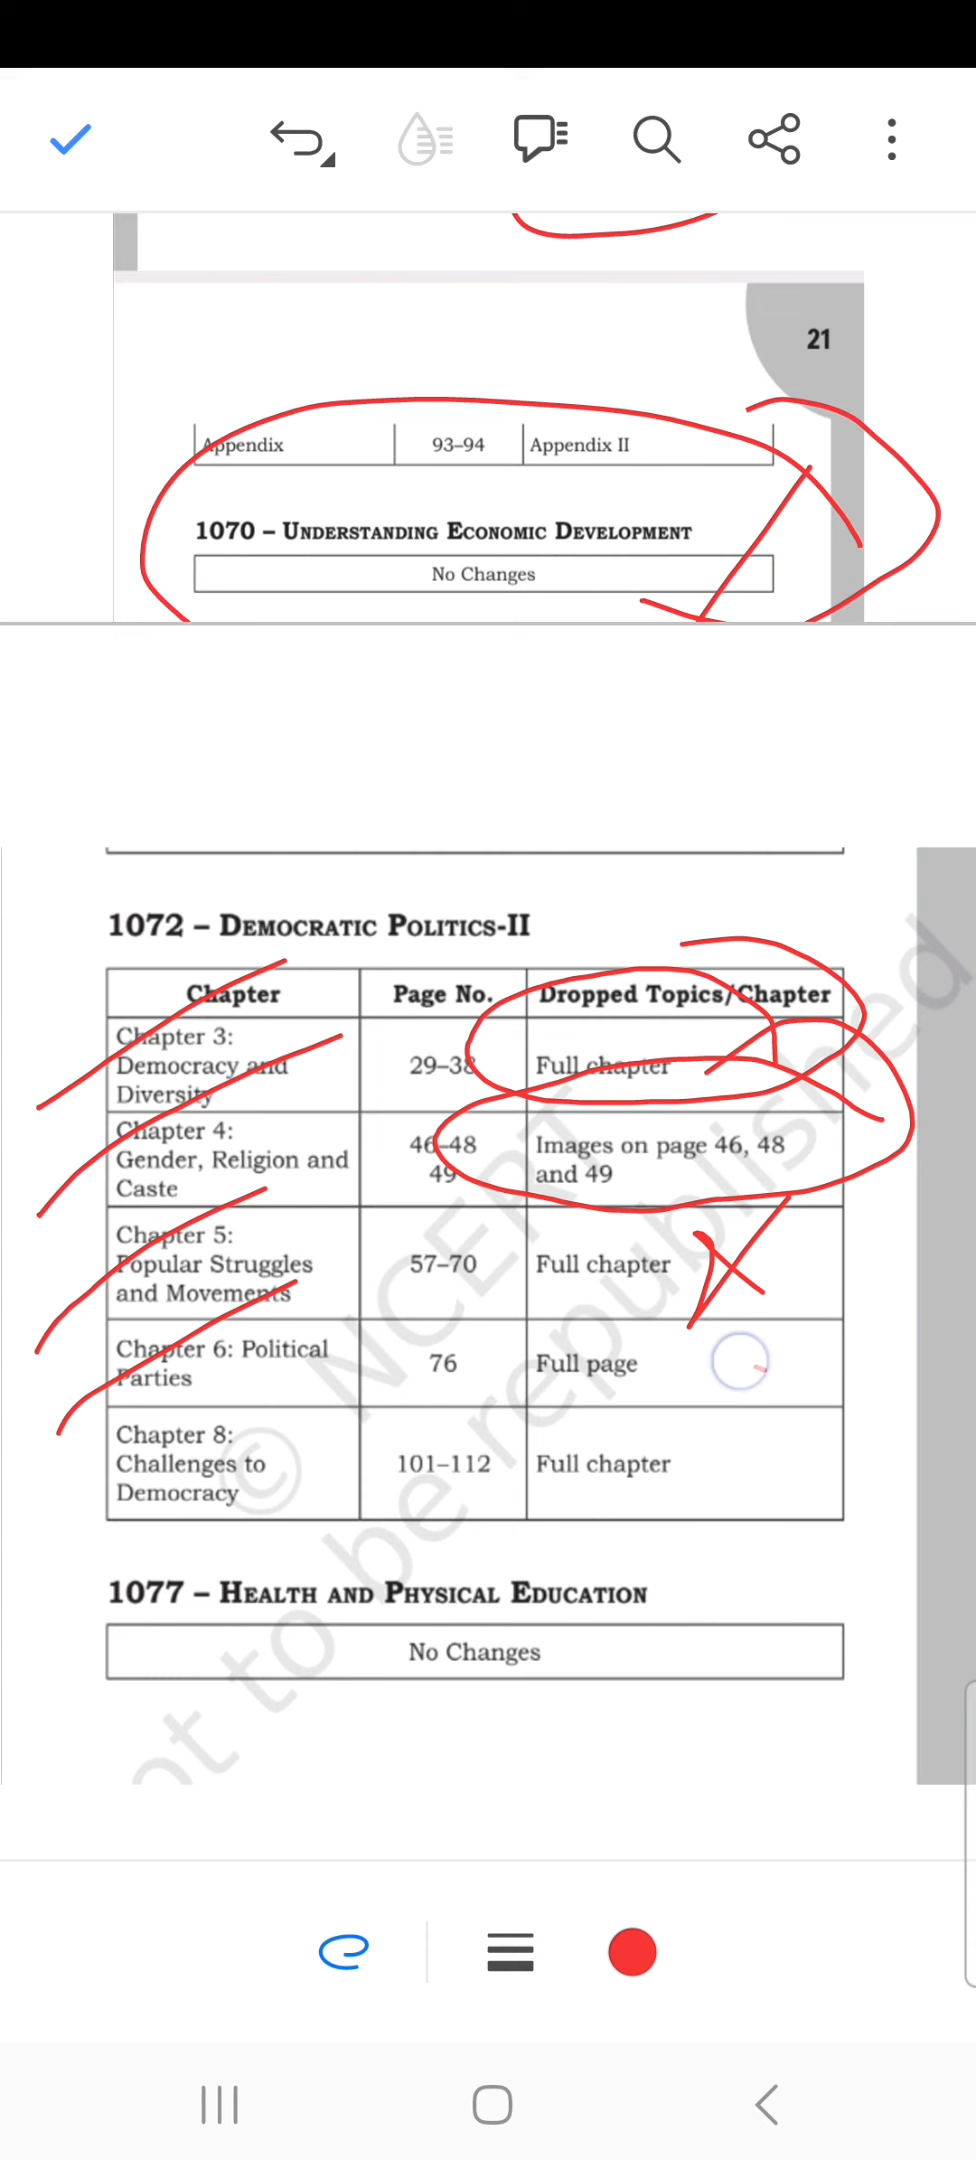 21
Appendix 93–94 Appendix II
1070 – Understanding Economic Development
No Changes
1072 – Democratic Politics-II
Chapter Page No. Dropped Topics/Chapter
Chapter 3:
Democracy and 29–38 Full chapter
Diversity
Chapter 4:
Gender, Religion and
Caste
46–48
49
Images on page 46, 48
and 49
Chapter 5:
Popular Struggles 57–70 Full chapter
and Movements
Chapter 6: Political
Parties
76 Full page
Chapter 8:
Challenges to 101–112 Full chapter
Democracy
1077 – Health and Physical Education
No Changes
© NCERT
not to be republished